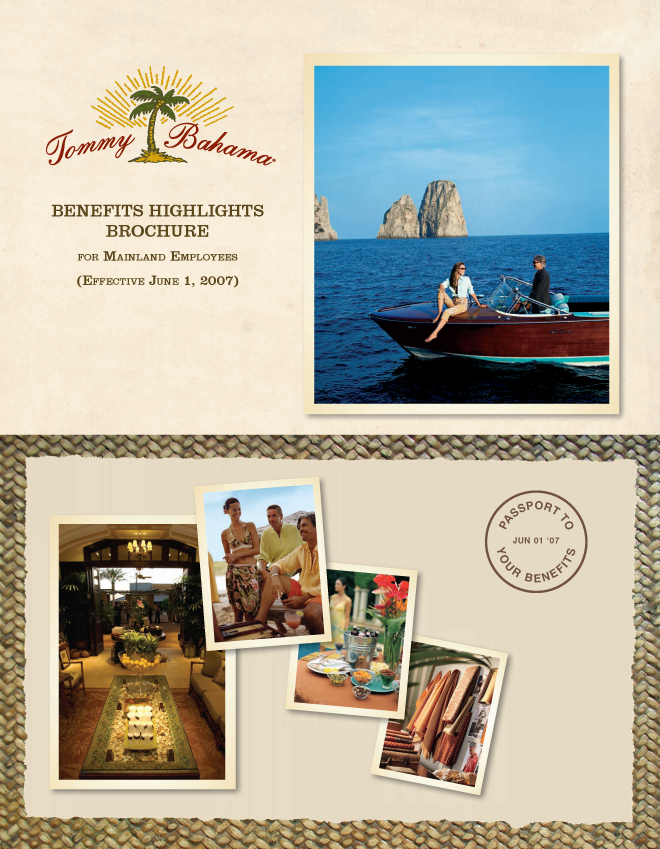 Tommy Bahama
BENEFITS HIGHLIGHTS
BROCHURE
FOR MAINLAND EMPLOYEES
(EFFECTIVE JUNE 1, 2007)
PASSPORT TO
JUN 01 '07
YOUR BENEFITS